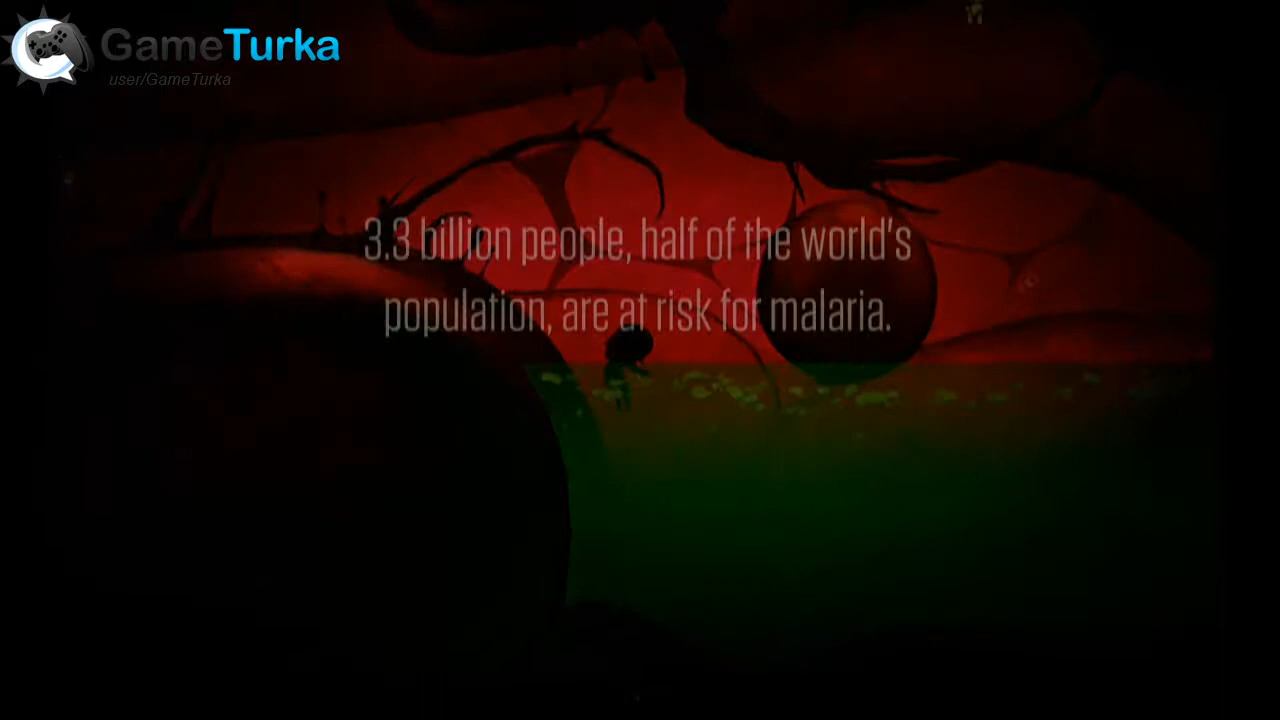 GameTurka
user/GameTurka
3.3 billion people, half of the world's
population, are at risk for malaria.